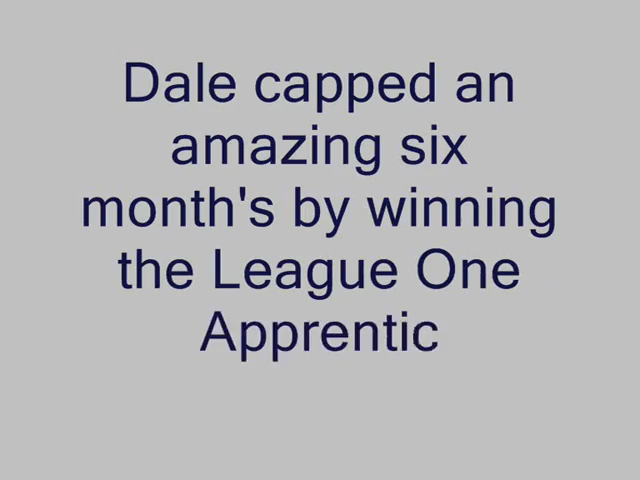 Dale capped an
amazing six
month's by winning
the League One
Apprentic